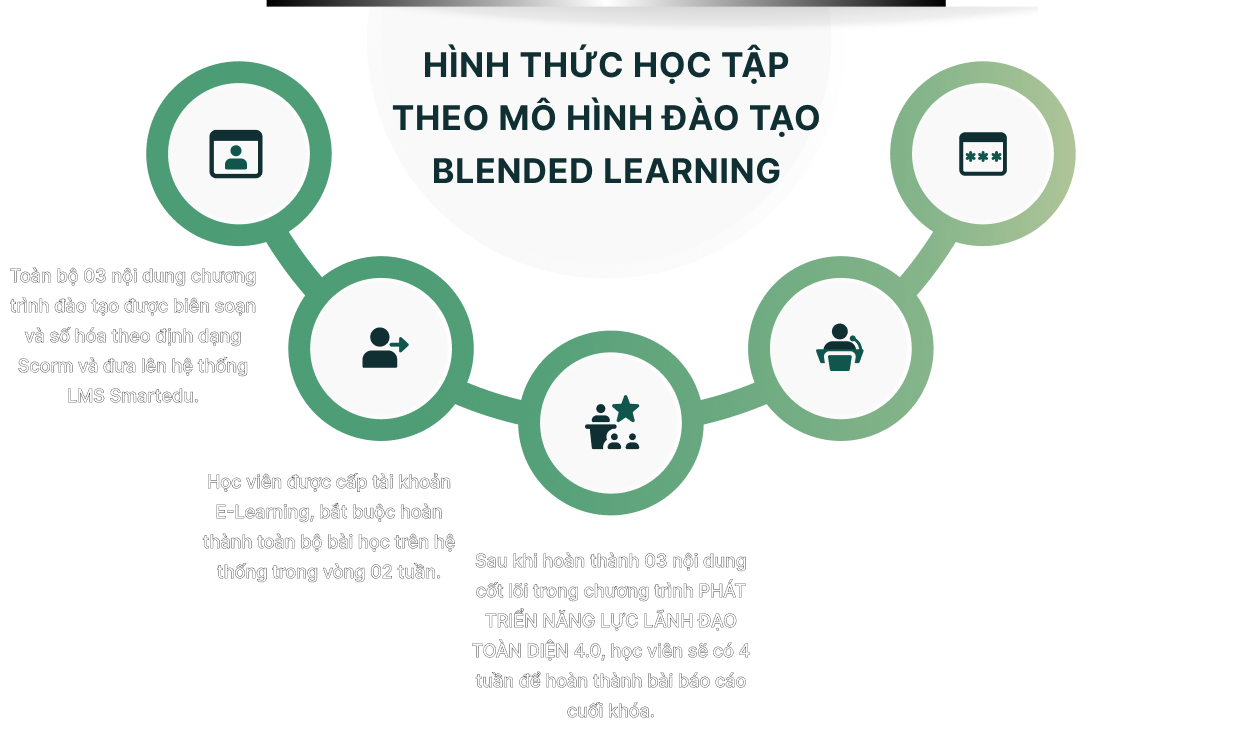 HÌNH THỨC HỌC TẬP
THEO MÔ HÌNH ĐÀO TẠO
BLENDED LEARNING
Toàn bộ 03 nội dung chương
trình đào tạo được biên soạn
và số hóa theo định dạng
Scorm và đưa lên hệ thống
LMS Smartedu.
Học viên được cấp tài khoản
E-Learning, bắt buộc hoàn
thành toàn bộ bài học trên hệ
thống trong vòng 02 tuần.
Sau khi hoàn thành 03 nội dung
cốt lõi trong chương trình PHÁT
TRIỂN NĂNG LỰC LÃNH ĐẠO
TOÀN DIỆN 4.0, học viên sẽ có 4
tuần để hoàn thành bài báo cáo
cuối khóa.